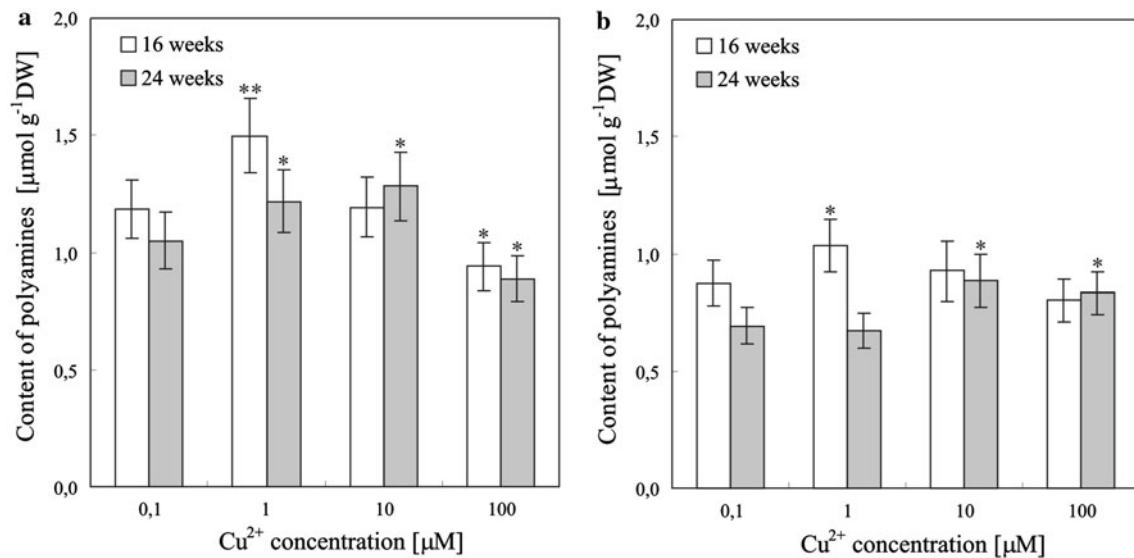 a
2,0
1,5
1,0
0,5
0,0
Content of polyamines [μmol g⁻¹DW]
16 weeks
24 weeks
**
*
*
*
*
0,1
1
10
100
Cu²⁺ concentration [μM]
b
2,0
1,5
1,0
0,5
0,0
Content of polyamines [μmol g⁻¹DW]
16 weeks
24 weeks
*
*
*
0,1
1
10
100
Cu²⁺ concentration [μM]